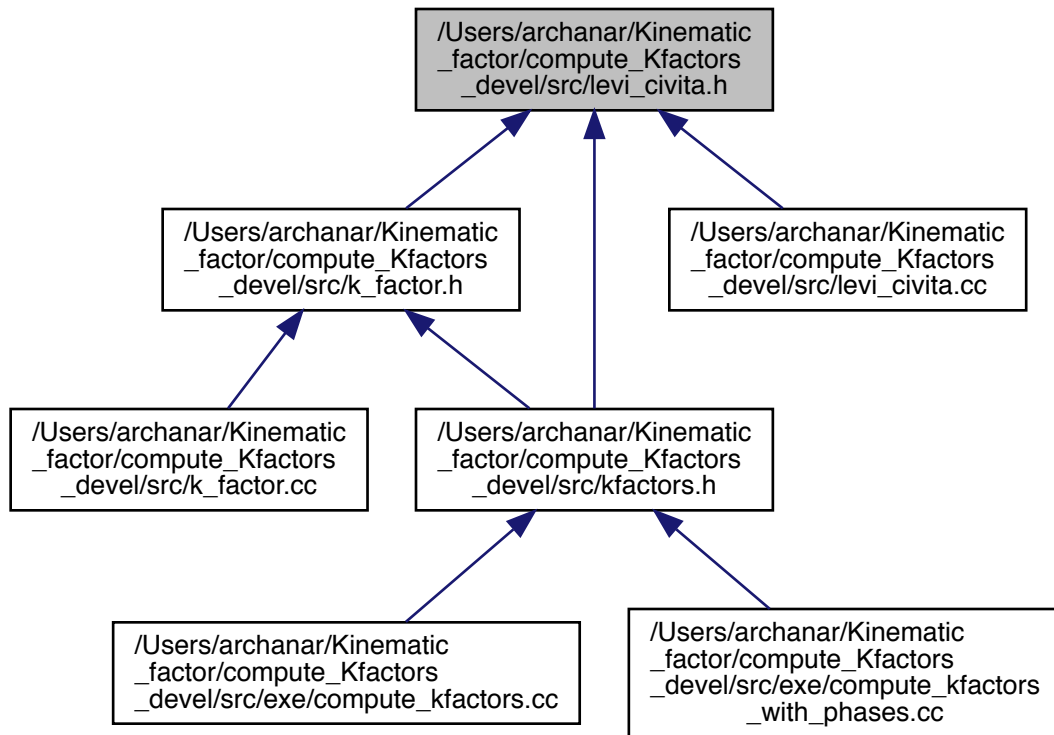 /Users/archanar/Kinematic
_factor/compute_Kfactors
_devel/src/levi_civita.h
/Users/archanar/Kinematic
_factor/compute_Kfactors
_devel/src/k_factor.h
/Users/archanar/Kinematic
_factor/compute_Kfactors
_devel/src/levi_civita.cc
/Users/archanar/Kinematic
_factor/compute_Kfactors
_devel/src/k_factor.cc
/Users/archanar/Kinematic
_factor/compute_Kfactors
_devel/src/kfactors.h
/Users/archanar/Kinematic
_factor/compute_Kfactors
_devel/src/exe/compute_kfactors.cc
/Users/archanar/Kinematic
_factor/compute_Kfactors
_devel/src/exe/compute_kfactors
_with_phases.cc